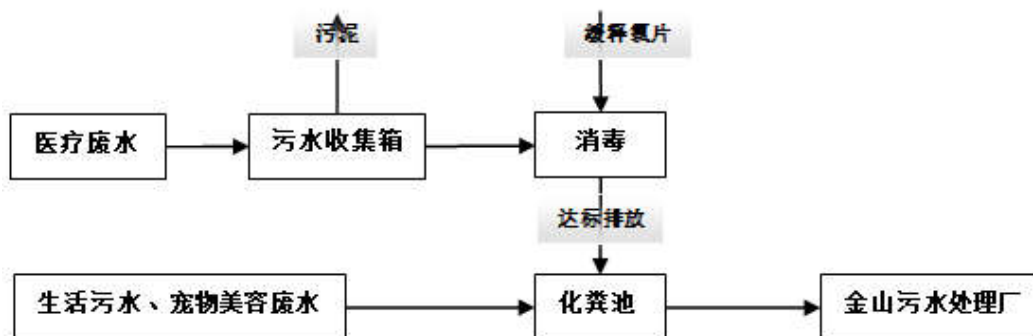 污泥
缓释氯片
医疗废水
污水收集箱
消毒
达标排放
生活污水、宠物美容废水
化粪池
金山污水处理厂